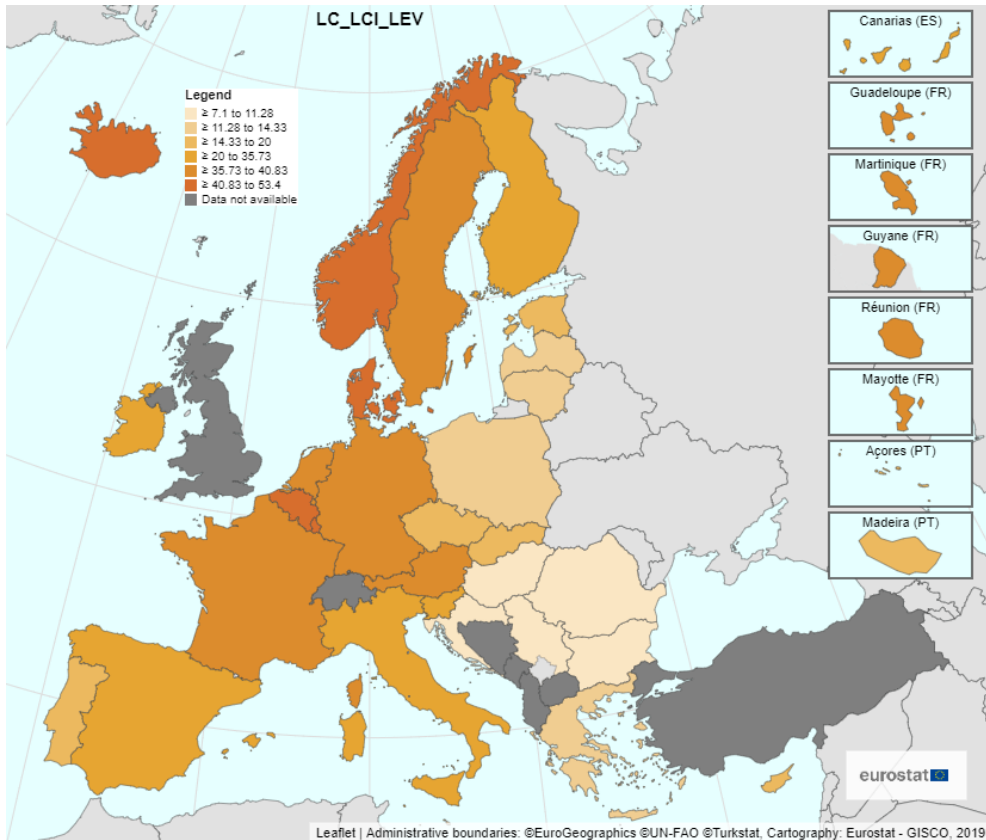 LC_LCI_LEV
Legend
≥ 7.1 to 11.28
≥ 11.28 to 14.33
≥ 14.33 to 20
≥ 20 to 35.73
≥ 35.73 to 40.83
≥ 40.83 to 53.4
Data not available
Canarias (ES)
Guadeloupe (FR)
Martinique (FR)
Guyane (FR)
Réunion (FR)
Mayotte (FR)
Açores (PT)
Madeira (PT)
eurostat
Leaflet | Administrative boundaries: ©EuroGeographics ©UN-FAO ©Turkstat, Cartography: Eurostat - GISCO, 2019